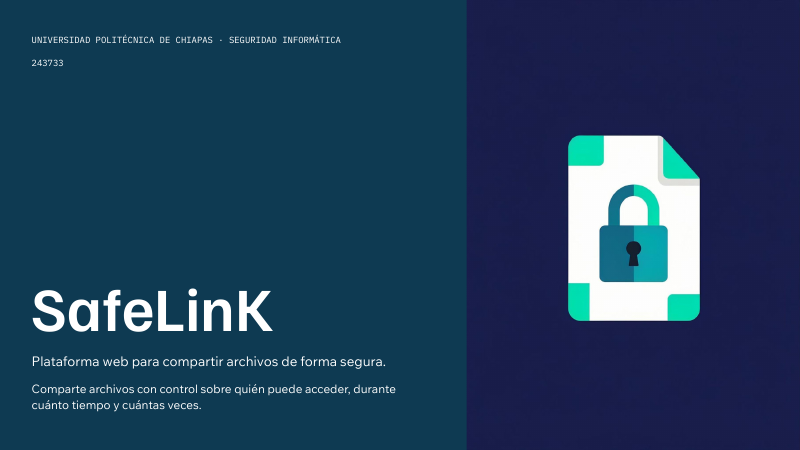 UNIVERSIDAD POLITÉCNICA DE CHIAPAS · SEGURIDAD INFORMÁTICA
243733
SafeLinK
Plataforma web para compartir archivos de forma segura.
Comparte archivos con control sobre quién puede acceder, durante
cuánto tiempo y cuántas veces.